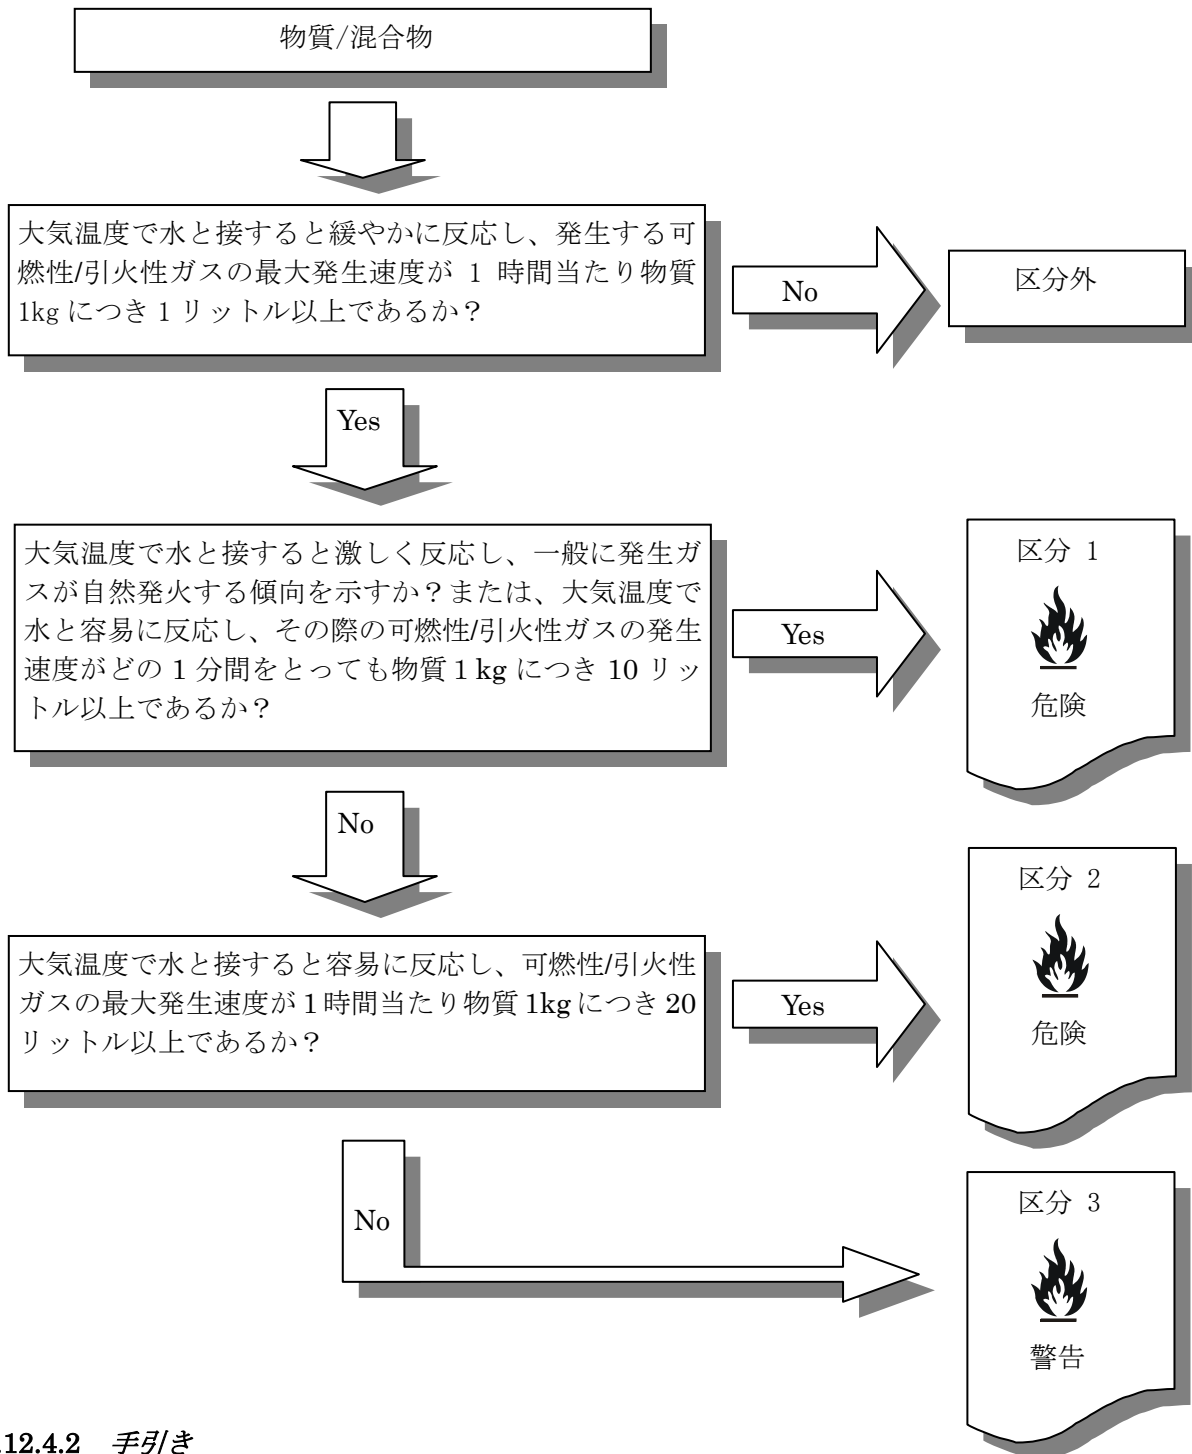 物質/混合物
大気温度で水と接すると緩やかに反応し、発生する可
燃性/引火性ガスの最大発生速度が 1 時間当たり物質
1kg につき 1 リットル以上であるか？
No
区分外
Yes
大気温度で水と接すると激しく反応し、一般に発生ガ
スが自然発火する傾向を示すか？または、大気温度で
水と容易に反応し、その際の可燃性/引火性ガスの発生
速度がどの 1 分間をとっても物質 1 kg につき 10 リッ
トル以上であるか？
Yes
区分 1
危険
No
大気温度で水と接すると容易に反応し、可燃性/引火性
ガスの最大発生速度が 1 時間当たり物質 1kg につき 20
リットル以上であるか？
Yes
区分 2
危険
No
区分 3
警告
.12.4.2 手引き